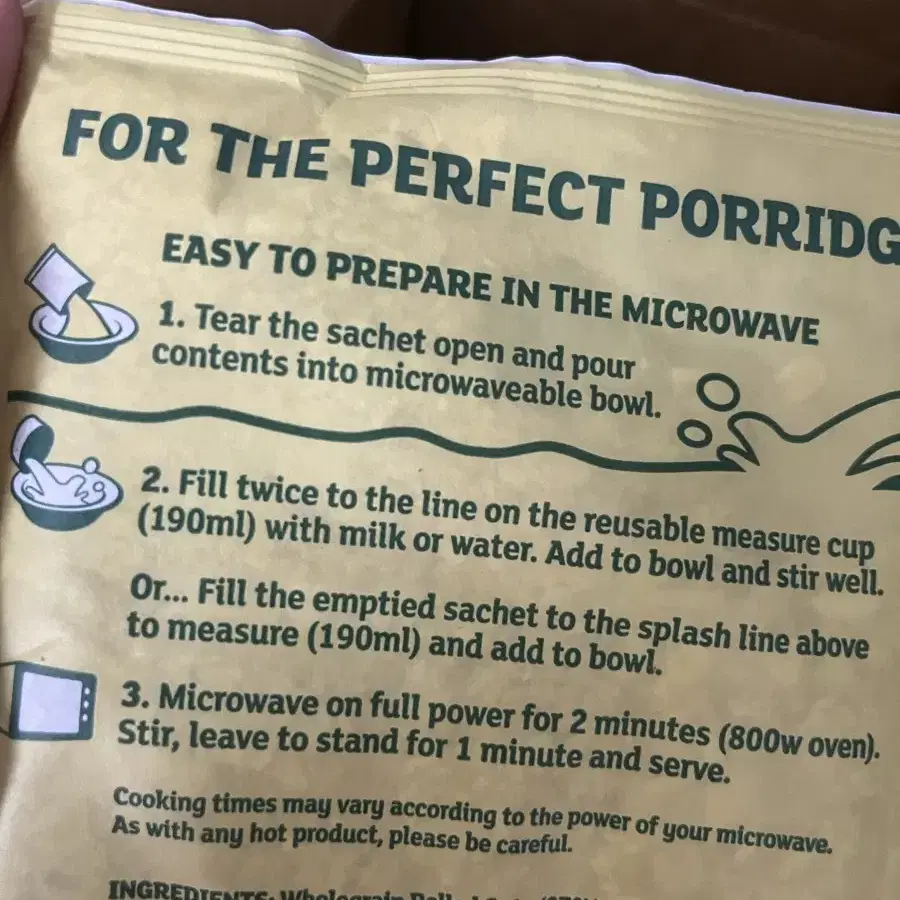 FOR THE PERFECT PORRIDG
EASY TO PREPARE IN THE MICROWAVE
1. Tear the sachet open and pour
contents into microwaveable bowl.
2. Fill twice to the line on the reusable measure cup
(190ml) with milk or water. Add to bowl and stir well.
Or... Fill the emptied sachet to the splash line above
to measure (190ml) and add to bowl.
3. Microwave on full power for 2 minutes (800w oven).
Stir, leave to stand for 1 minute and serve.
Cooking times may vary according to the power of your microwave.
As with any hot product, please be careful.
INGREDIENTS: Wholegrain Rolled